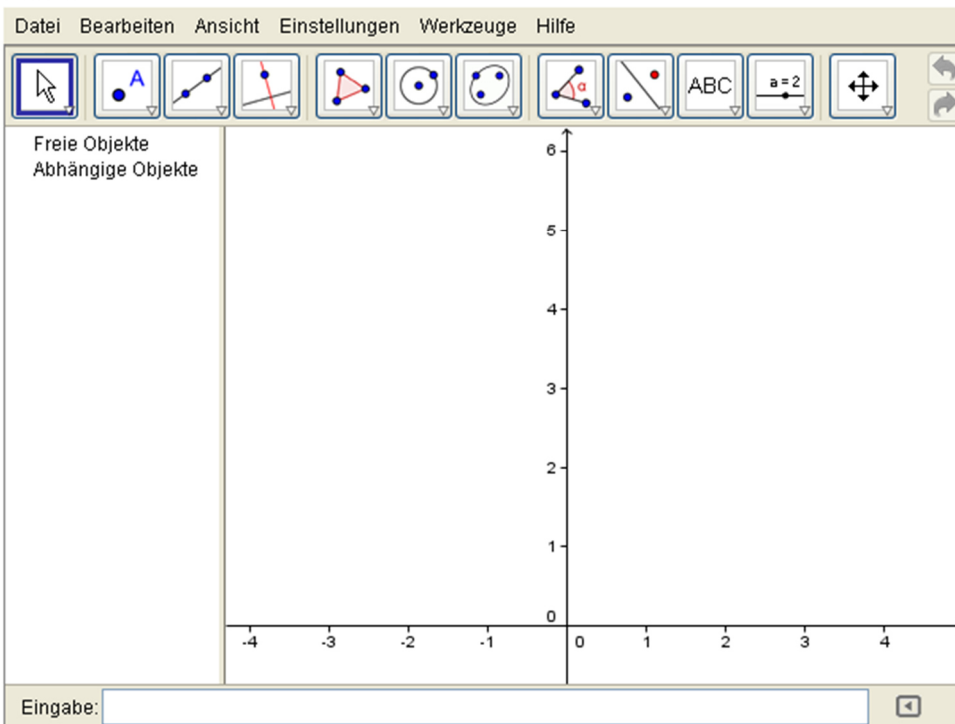 Datei Bearbeiten Ansicht Einstellungen Werkzeuge Hilfe
A α ABC a=2
Freie Objekte
Abhängige Objekte
6
5
4
3
2
1
0
-4 -3 -2 -1 0 1 2 3 4
Eingabe: